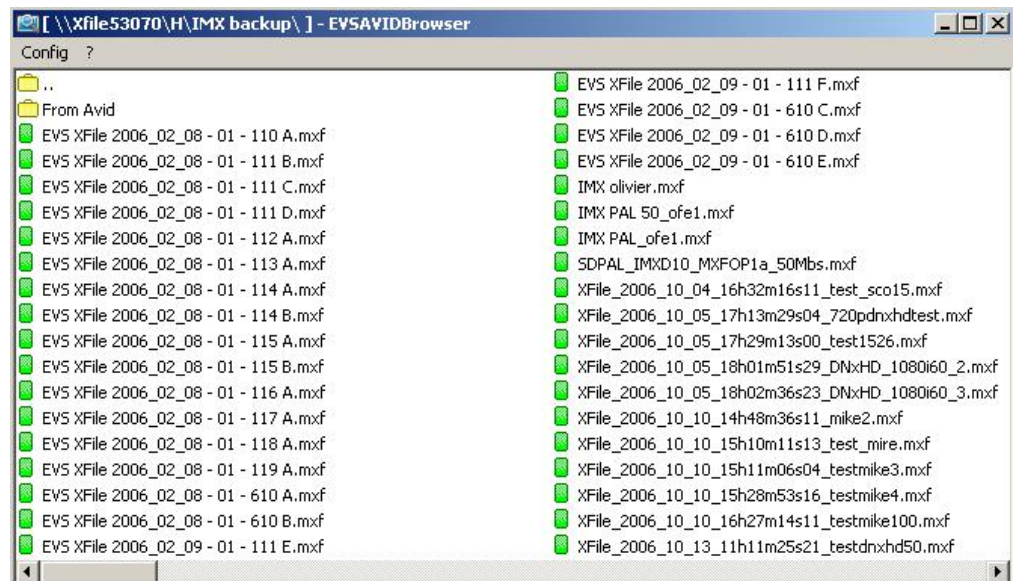 [ \\Xfile53070\H\IMX backup\ ] - EVSAVIDBrowser
Config ?
..
From Avid
EVS XFile 2006_02_08 - 01 - 110 A.mxf
EVS XFile 2006_02_08 - 01 - 111 B.mxf
EVS XFile 2006_02_08 - 01 - 111 C.mxf
EVS XFile 2006_02_08 - 01 - 111 D.mxf
EVS XFile 2006_02_08 - 01 - 112 A.mxf
EVS XFile 2006_02_08 - 01 - 113 A.mxf
EVS XFile 2006_02_08 - 01 - 114 A.mxf
EVS XFile 2006_02_08 - 01 - 114 B.mxf
EVS XFile 2006_02_08 - 01 - 115 A.mxf
EVS XFile 2006_02_08 - 01 - 115 B.mxf
EVS XFile 2006_02_08 - 01 - 116 A.mxf
EVS XFile 2006_02_08 - 01 - 117 A.mxf
EVS XFile 2006_02_08 - 01 - 118 A.mxf
EVS XFile 2006_02_08 - 01 - 119 A.mxf
EVS XFile 2006_02_08 - 01 - 610 A.mxf
EVS XFile 2006_02_08 - 01 - 610 B.mxf
EVS XFile 2006_02_09 - 01 - 111 E.mxf
EVS XFile 2006_02_09 - 01 - 111 F.mxf
EVS XFile 2006_02_09 - 01 - 610 C.mxf
EVS XFile 2006_02_09 - 01 - 610 D.mxf
EVS XFile 2006_02_09 - 01 - 610 E.mxf
IMX olivier.mxf
IMX PAL 50_ofe1.mxf
IMX PAL_ofe1.mxf
SDPAL_IMXD10_MXFOP1a_50Mbs.mxf
XFile_2006_10_04_16h32m16s11_test_sco15.mxf
XFile_2006_10_05_17h13m29s04_720pdnxhdtest.mxf
XFile_2006_10_05_17h29m13s00_test1526.mxf
XFile_2006_10_05_18h01m51s29_DNxHD_1080i60_2.mxf
XFile_2006_10_05_18h02m36s23_DNxHD_1080i60_3.mxf
XFile_2006_10_10_14h48m36s11_mike2.mxf
XFile_2006_10_10_15h10m11s13_test_mire.mxf
XFile_2006_10_10_15h11m06s04_testmike3.mxf
XFile_2006_10_10_15h28m53s16_testmike4.mxf
XFile_2006_10_10_16h27m14s11_testmike100.mxf
XFile_2006_10_13_11h11m25s21_testdnxhd50.mxf